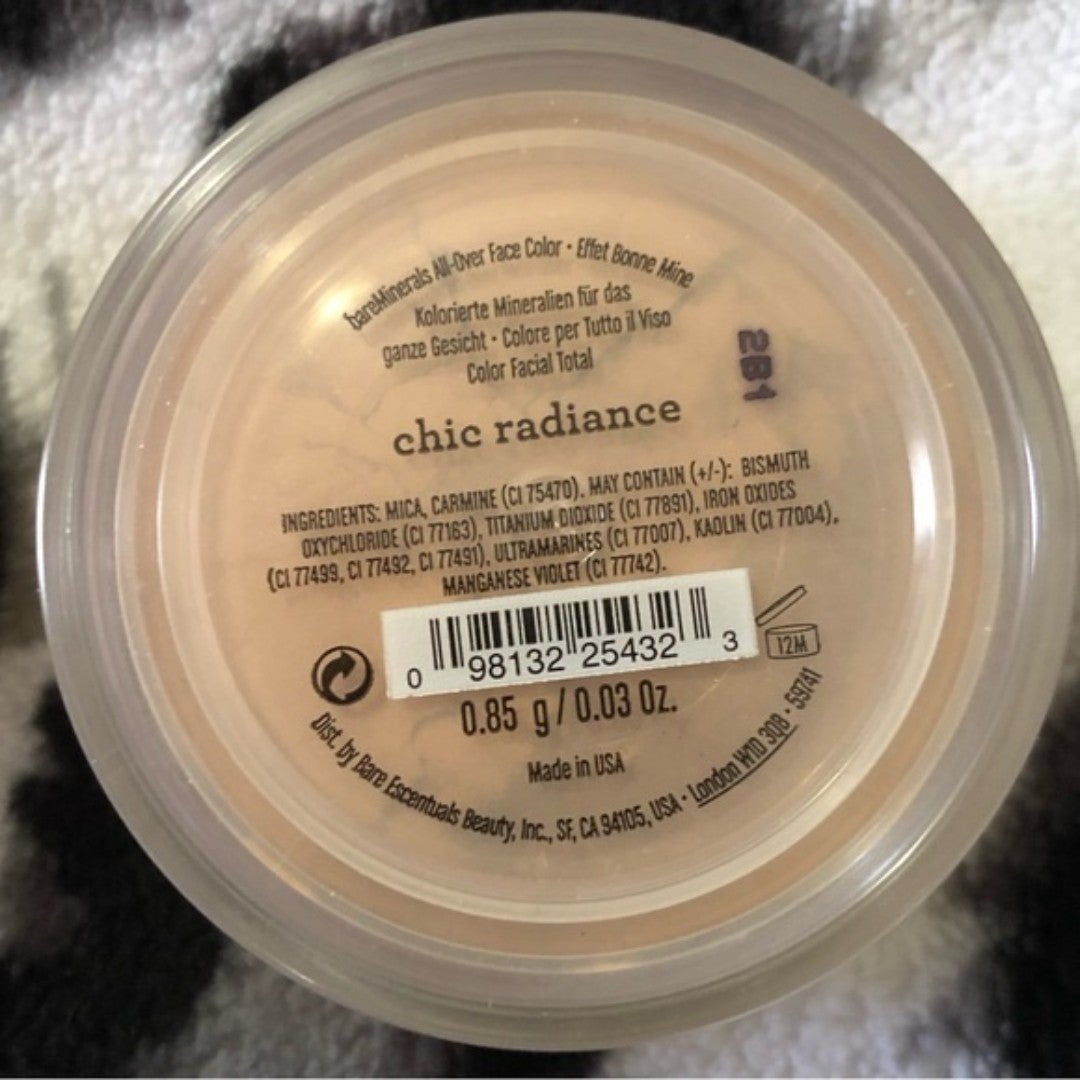 bareMinerals All-Over Face Color • Effet Bonne Mine
Kolorierte Mineralien für das
ganze Gesicht • Colore per Tutto il Viso
Color Facial Total
2B1
chic radiance
INGREDIENTS: MICA, CARMINE (CI 75470). MAY CONTAIN (+/-): BISMUTH
OXYCHLORIDE (CI 77163), TITANIUM DIOXIDE (CI 77891), IRON OXIDES
(CI 77499, CI 77492, CI 77491), ULTRAMARINES (CI 77007), KAOLIN (CI 77004),
MANGANESE VIOLET (CI 77742).
0 98132 25432 3
12M
0.85 g / 0.03 Oz.
Made in USA
Dist. by Bare Escentuals Beauty, Inc., SF, CA 94105, USA • London W1D 3QB • 59741